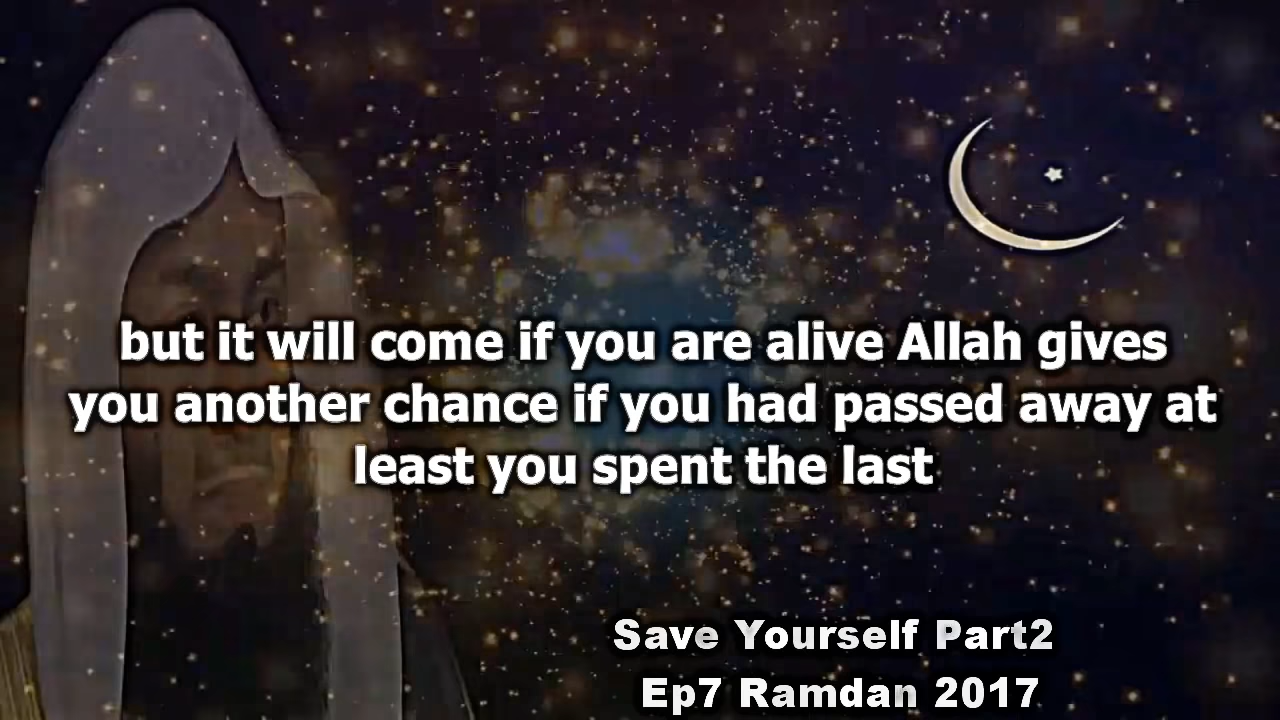 but it will come if you are alive Allah gives
you another chance if you had passed away at
least you spent the last
Save Yourself Part2
Ep7 Ramdan 2017